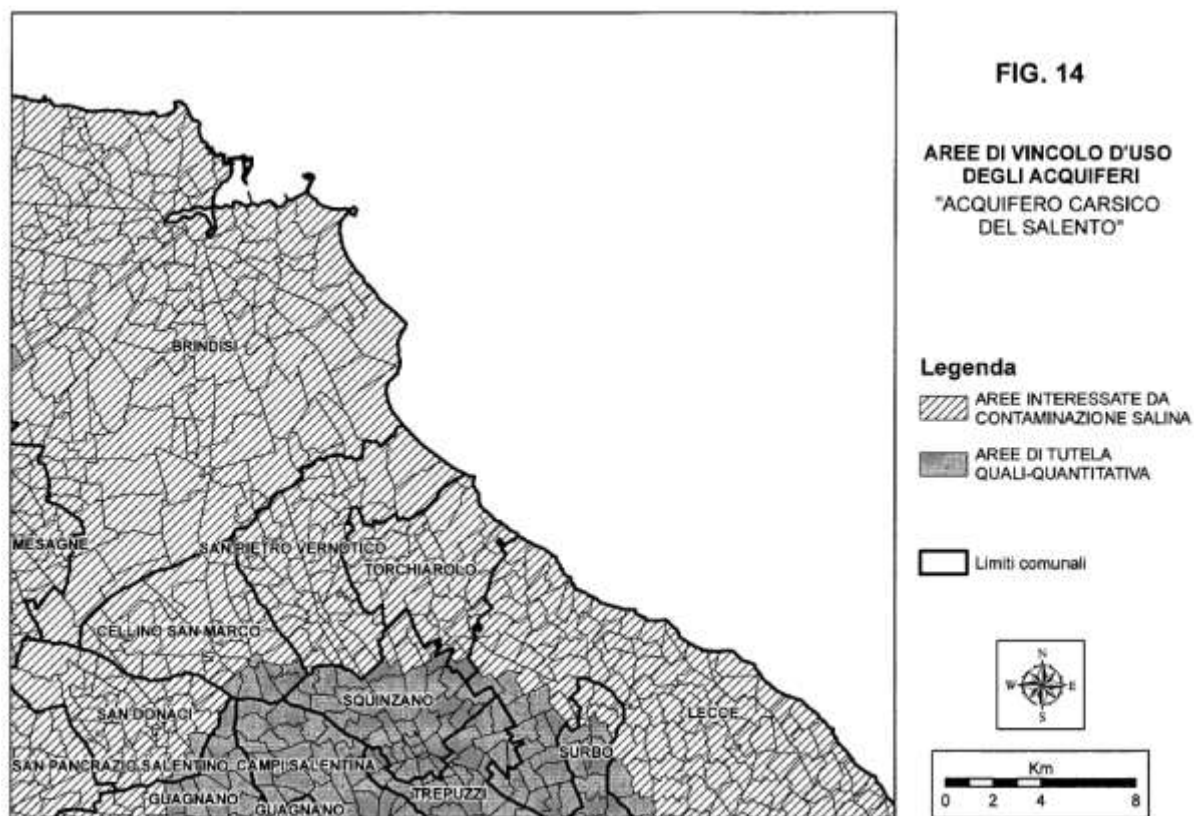 FIG. 14
AREE DI VINCOLO D'USO
DEGLI ACQUIFERI
"ACQUIFERO CARSICO
DEL SALENTO"
BRINDISI
Legenda
AREE INTERESSATE DA
CONTAMINAZIONE SALINA
AREE DI TUTELA
QUALI-QUANTITATIVA
Limiti comunali
MESAGNE
SAN PIETRO VERNOTICO
TORCHIAROLO
CELLINO SAN MARCO
SQUINZANO
SAN DONACI
LECCE
SURBO
SAN PANCRAZIO SALENTINO
CAMPI SALENTINA
TREPUZZI
GUAGNANO
GUAGNANO
N
W E
S
Km
0 2 4 8